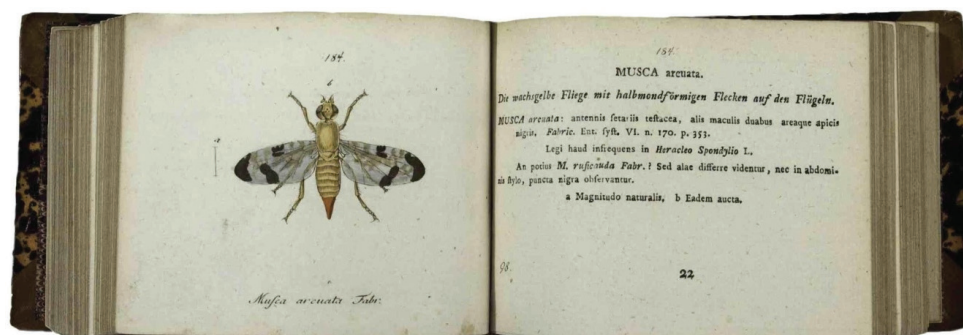 184.
b
a
Musca arcuata Fabr.
184.
MUSCA arcuata.
Die wachsgelbe Fliege mit halbmondförmigen Flecken auf den Flügeln.
MUSCA arcuata: antennis setariis testacea, alis maculis duabus arcaque apicis
nigris. Fabric. Ent. syst. VI. n. 170. p. 353.
Legi haud infrequens in Heracleo Spondylio L.
An potius M. ruficauda Fabr.? Sed alae differre videntur, nec in abdomi-
nis stylo, puncta nigra observantur.
a Magnitudo naturalis, b Eadem aucta.
96.
22